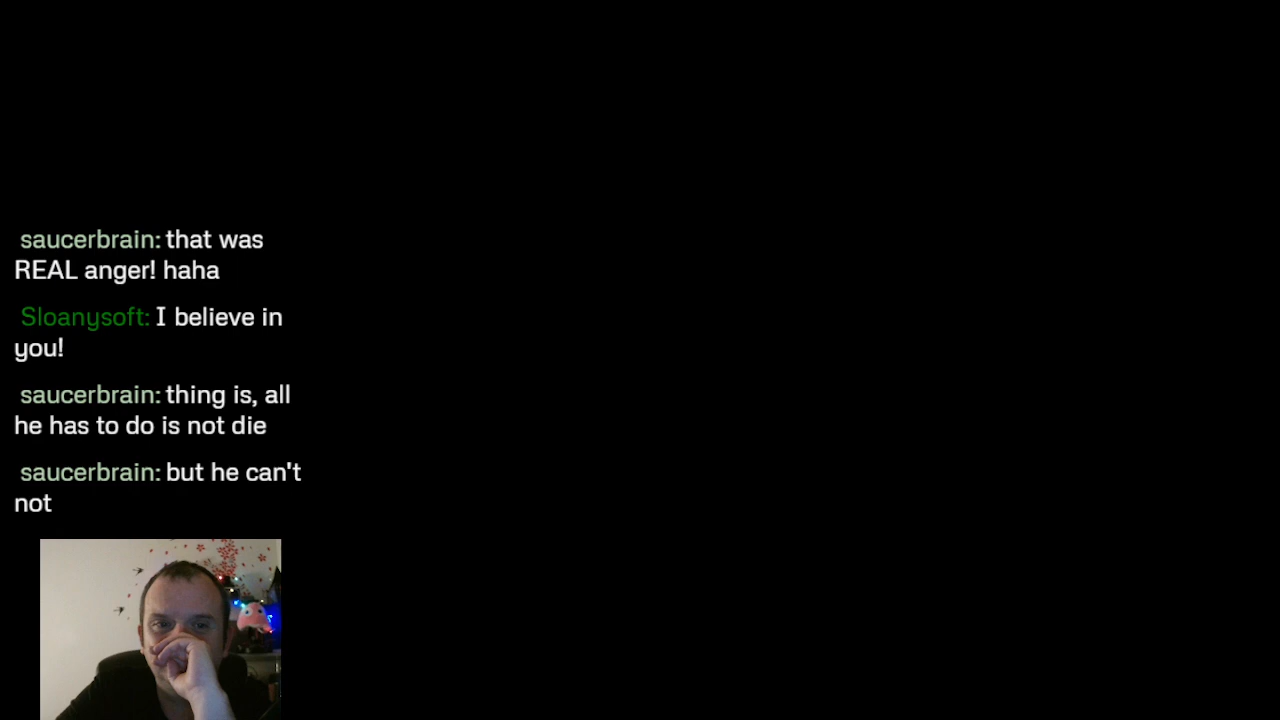 saucerbrain: that was
REAL anger! haha
Sloanysoft: I believe in
you!
saucerbrain: thing is, all
he has to do is not die
saucerbrain: but he can't
not